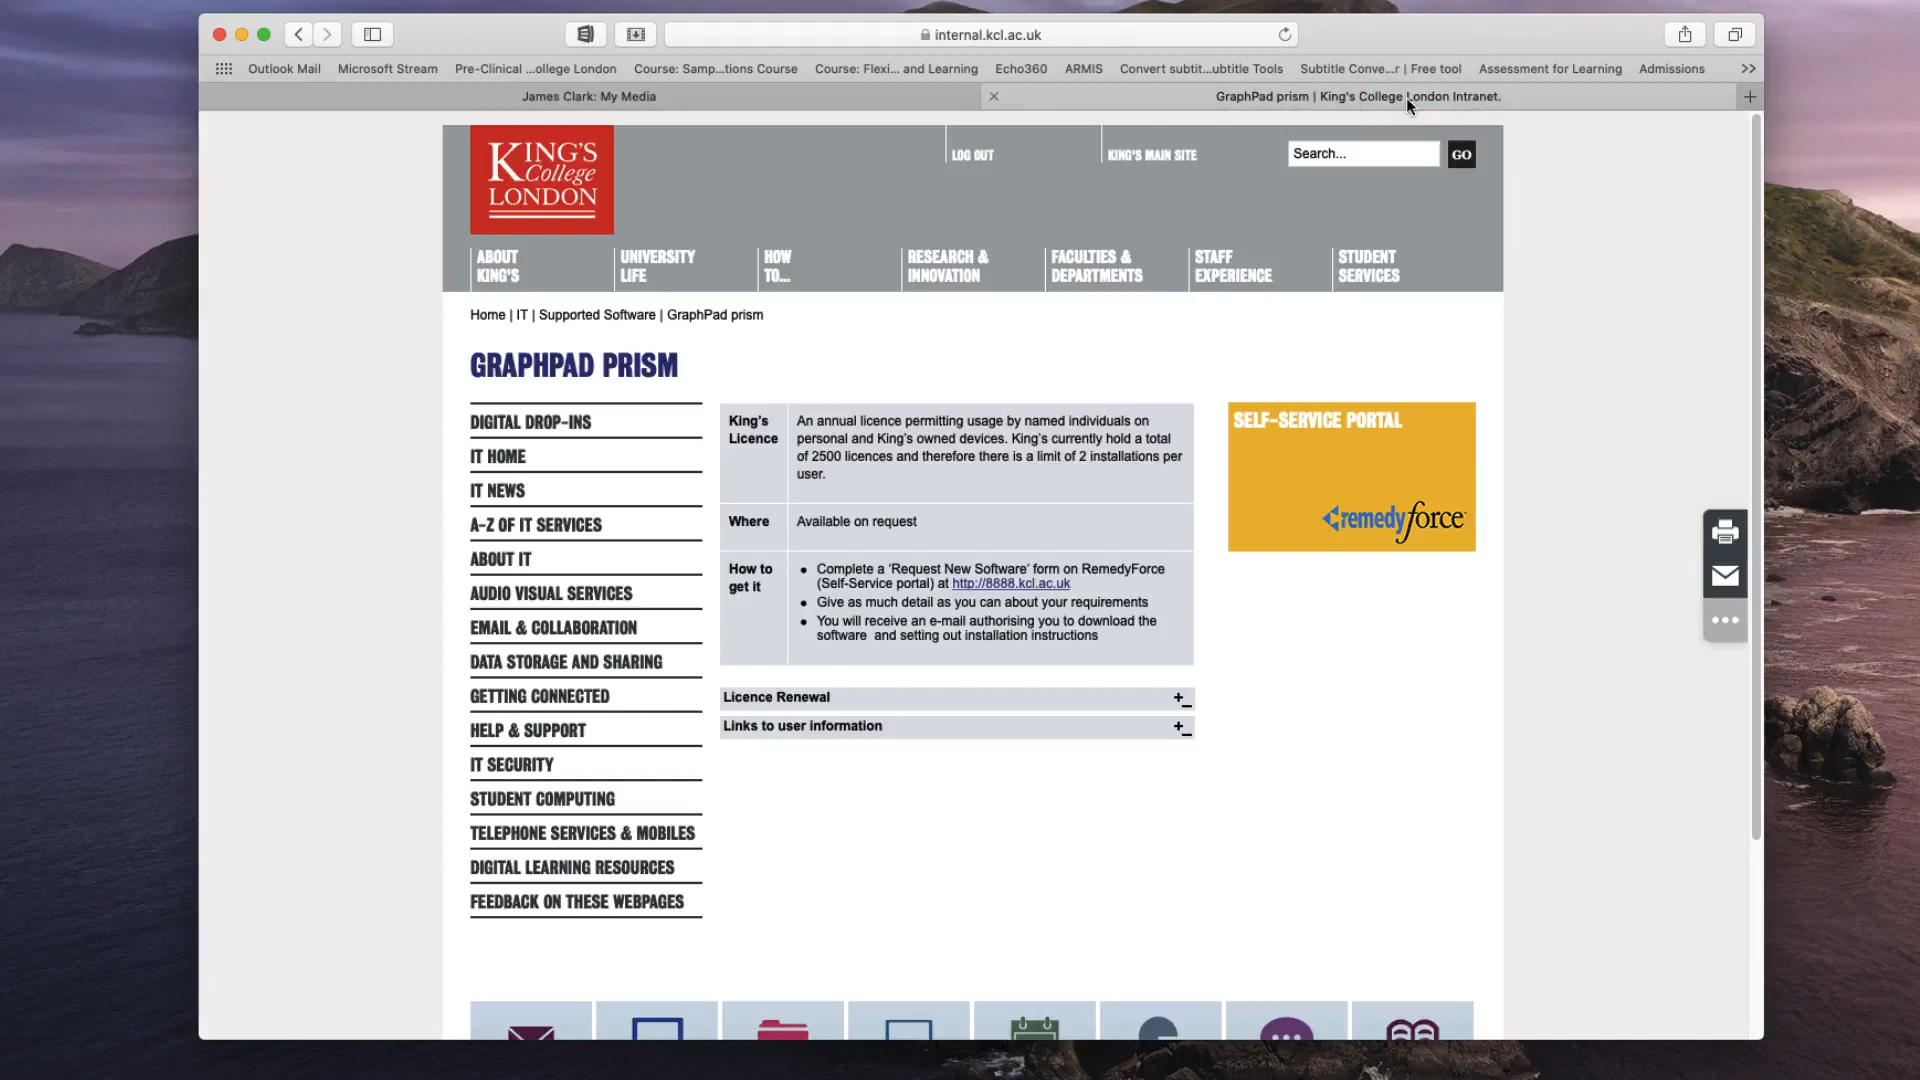 internal.kcl.ac.uk
Outlook Mail
Microsoft Stream
Pre-Clinical ...ollege London
Course: Samp...tions Course
Course: Flexi... and Learning
Echo360
ARMIS
Convert subtit...ubtitle Tools
Subtitle Conve...r | Free tool
Assessment for Learning
Admissions
James Clark: My Media
GraphPad prism | King's College London Intranet.
KING'S
College
LONDON
LOG OUT
KING'S MAIN SITE
Search...
GO
ABOUT
KING'S
UNIVERSITY
LIFE
HOW
TO...
RESEARCH &
INNOVATION
FACULTIES &
DEPARTMENTS
STAFF
EXPERIENCE
STUDENT
SERVICES
Home | IT | Supported Software | GraphPad prism
GRAPHPAD PRISM
DIGITAL DROP-INS
IT HOME
IT NEWS
A-Z OF IT SERVICES
ABOUT IT
AUDIO VISUAL SERVICES
EMAIL & COLLABORATION
DATA STORAGE AND SHARING
GETTING CONNECTED
HELP & SUPPORT
IT SECURITY
STUDENT COMPUTING
TELEPHONE SERVICES & MOBILES
DIGITAL LEARNING RESOURCES
FEEDBACK ON THESE WEBPAGES
King's
Licence
An annual licence permitting usage by named individuals on
personal and King's owned devices. King's currently hold a total
of 2500 licences and therefore there is a limit of 2 installations per
user.
Where
Available on request
How to
get it
Complete a 'Request New Software' form on RemedyForce
(Self-Service portal) at http://8888.kcl.ac.uk
Give as much detail as you can about your requirements
You will receive an e-mail authorising you to download the
software and setting out installation instructions
Licence Renewal
Links to user information
SELF-SERVICE PORTAL
remedyforce